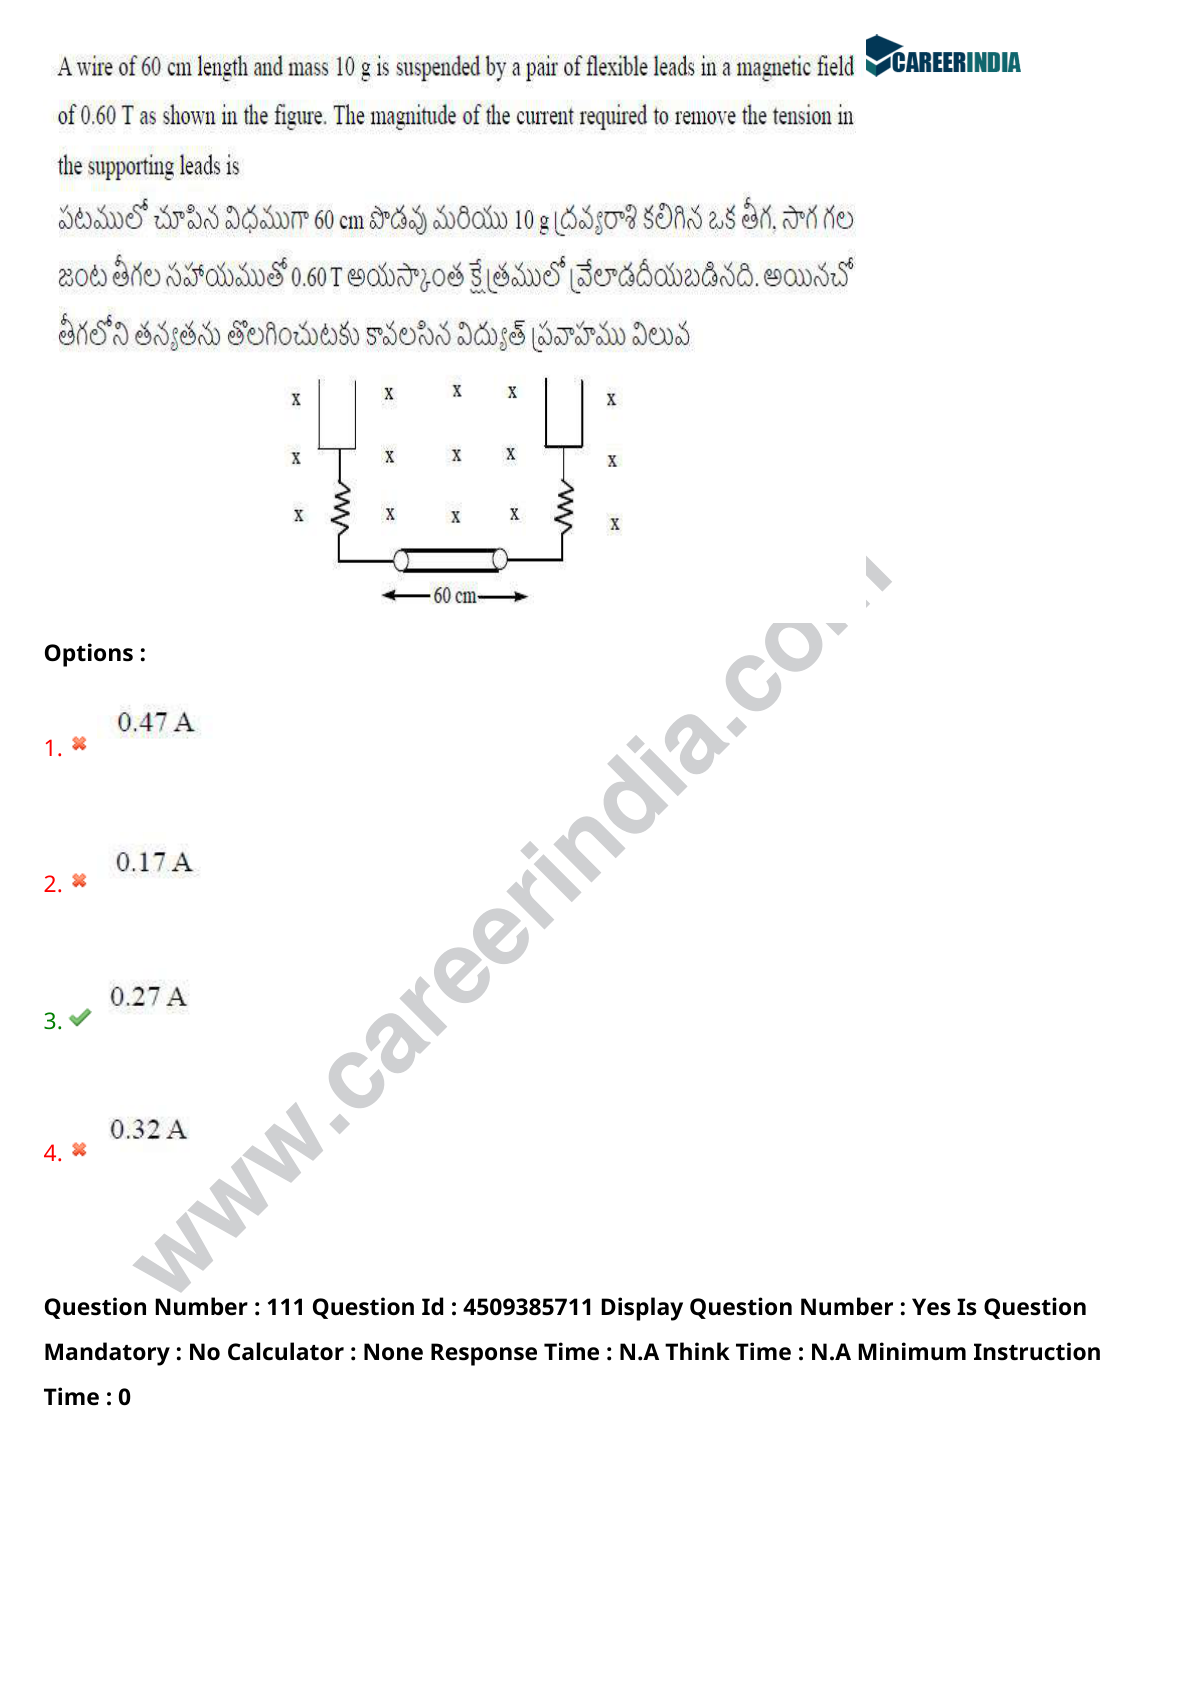 CAREERINDIA
A wire of 60 cm length and mass 10 g is suspended by a pair of flexible leads in a magnetic field
of 0.60 T as shown in the figure. The magnitude of the current required to remove the tension in
the supporting leads is
పటములో చూపిన విధముగా 60 cm పొడవు మరియు 10 g ద్రవ్యరాశి కలిగిన ఒక తీగ, సాగ గల
జంట తీగల సహాయముతో 0.60 T అయస్కాంత క్షేత్రములో వ్రేలాడదీయబడినది. అయినచో
తీగలోని తన్యతను తొలగించుటకు కావలసిన విద్యుత్ ప్రవాహము విలువ
x x x x x
x x x x x
x x x x x
60 cm
Options :
1. 0.47 A
2. 0.17 A
3. 0.27 A
4. 0.32 A
www.careerindia.com
Question Number : 111 Question Id : 4509385711 Display Question Number : Yes Is Question
Mandatory : No Calculator : None Response Time : N.A Think Time : N.A Minimum Instruction
Time : 0